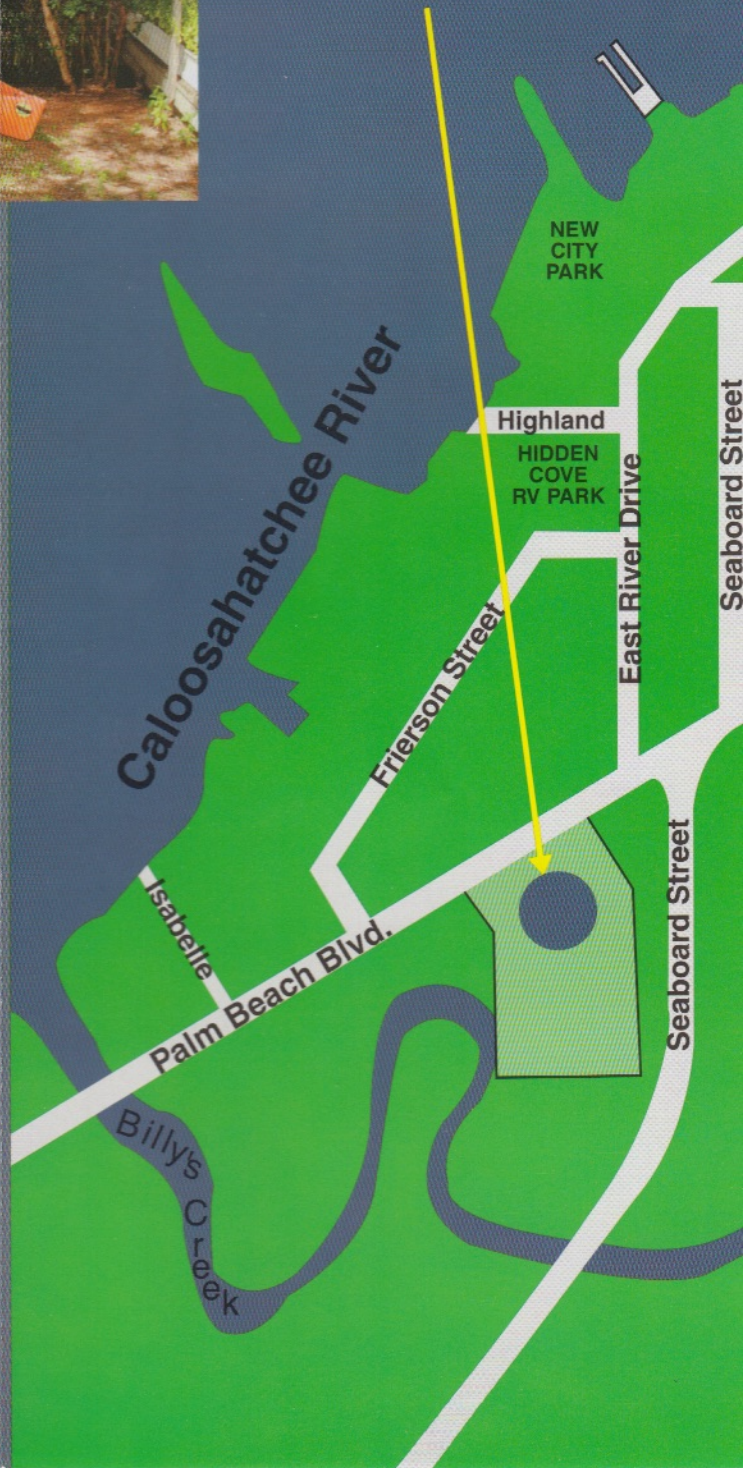 NEW
CITY
PARK
Highland
HIDDEN
COVE
RV PARK
Caloosahatchee River
East River Drive
Seaboard Street
Frierson Street
Isabelle
Palm Beach Blvd.
Seaboard Street
Billy's
Creek